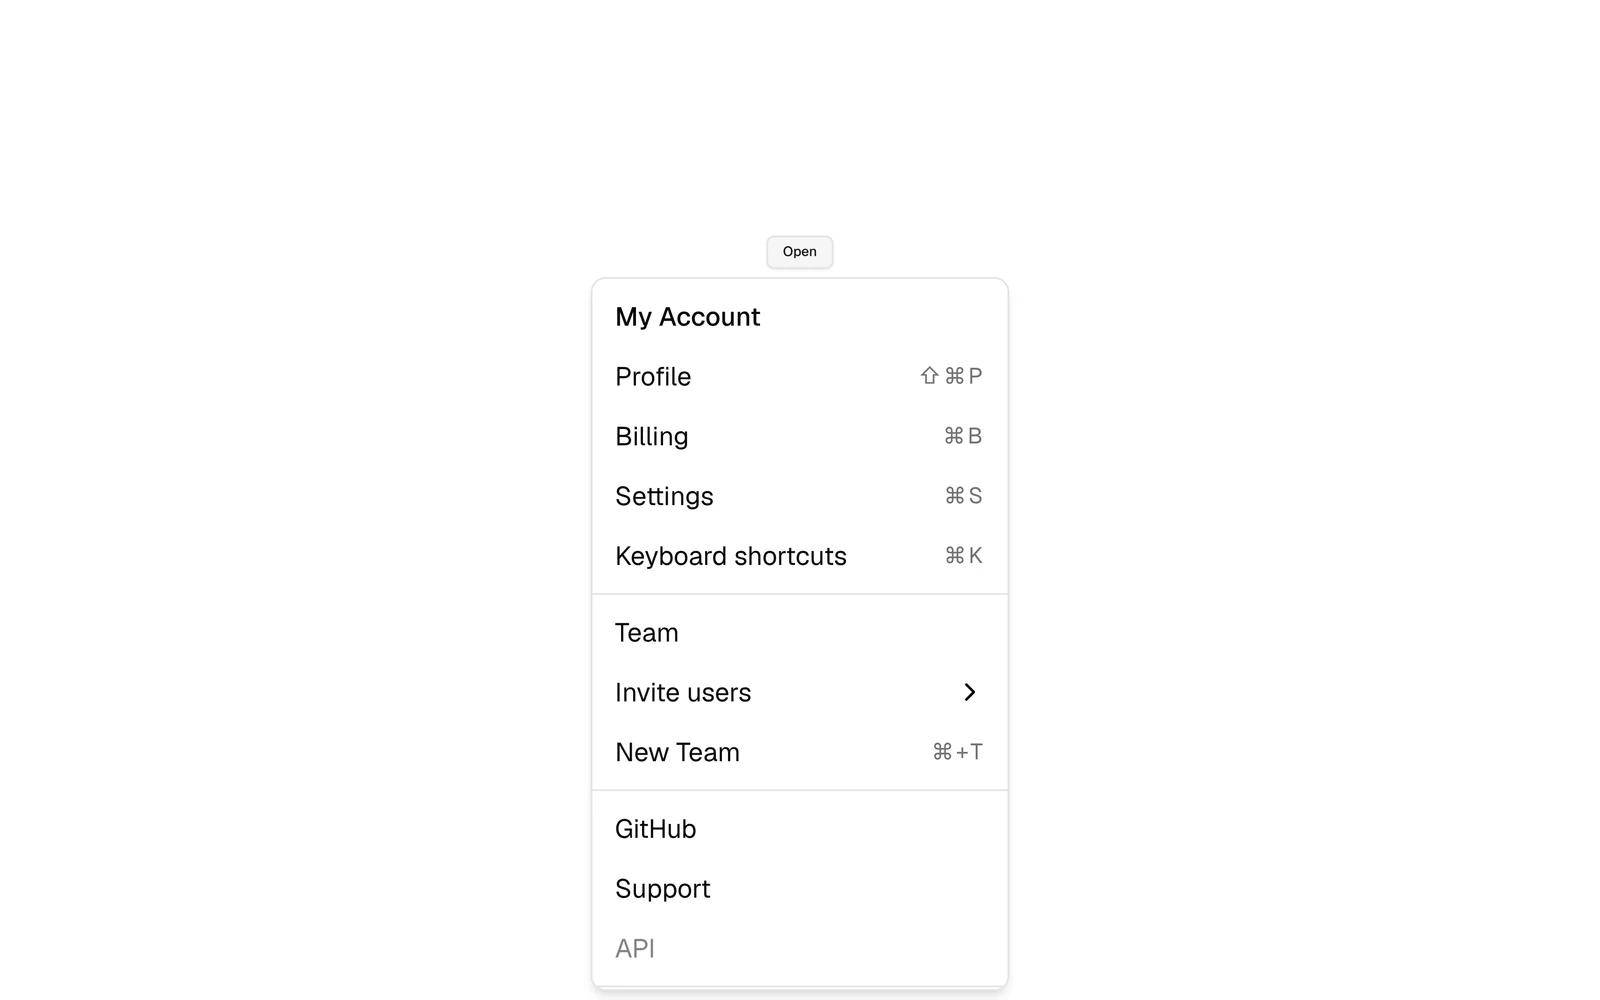 Open
My Account
Profile ⇧⌘P
Billing ⌘B
Settings ⌘S
Keyboard shortcuts ⌘K
Team
Invite users
New Team ⌘+T
GitHub
Support
API